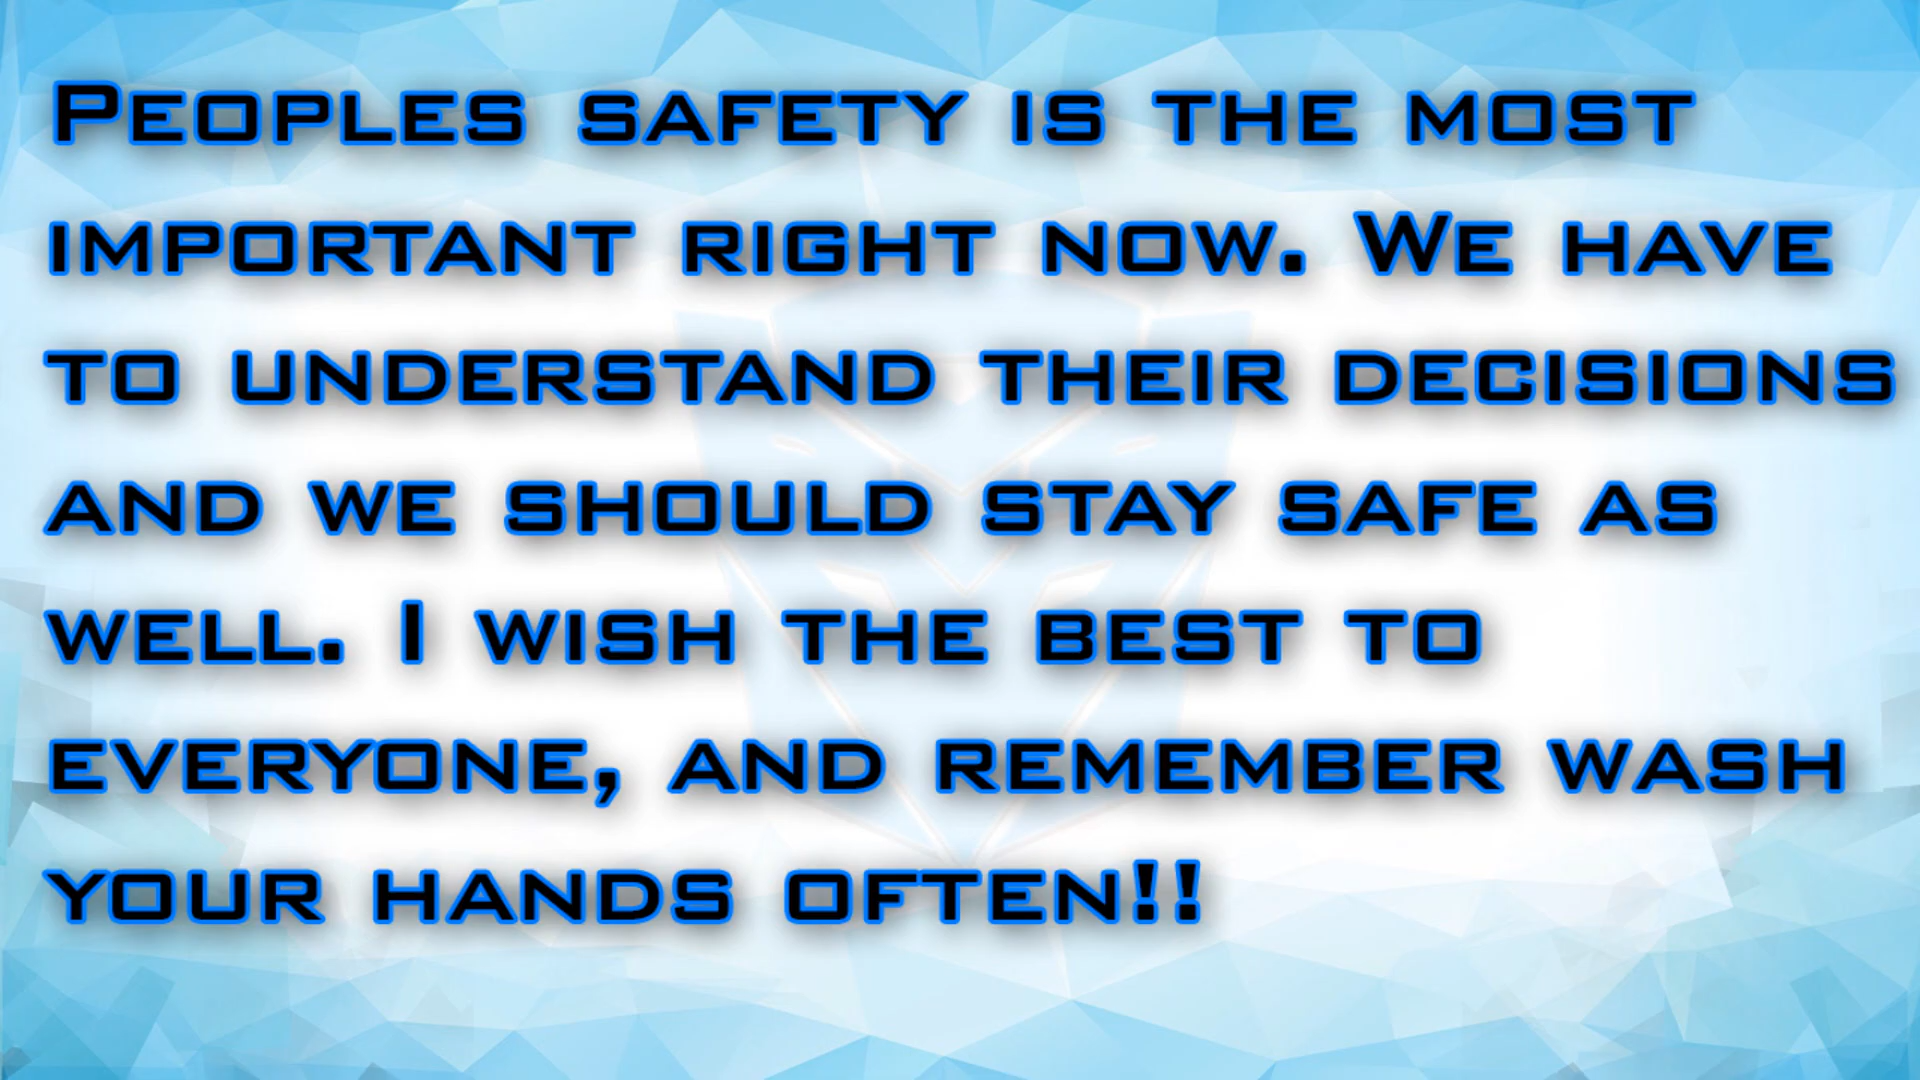 Peoples safety is the most
important right now. We have
to understand their decisions
and we should stay safe as
well. I wish the best to
everyone, and remember wash
your hands often!!